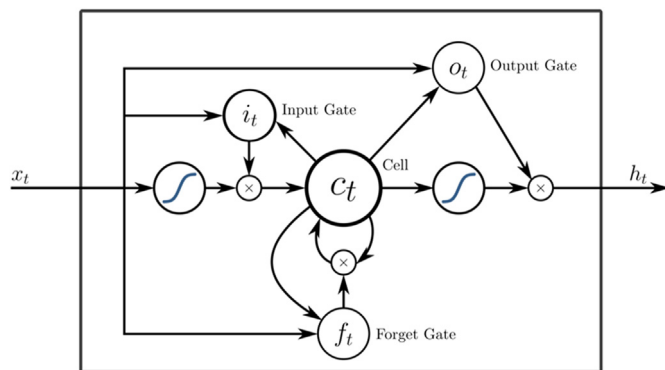 o_t Output Gate
i_t Input Gate
x_t
×
c_t Cell
×
h_t
×
f_t Forget Gate